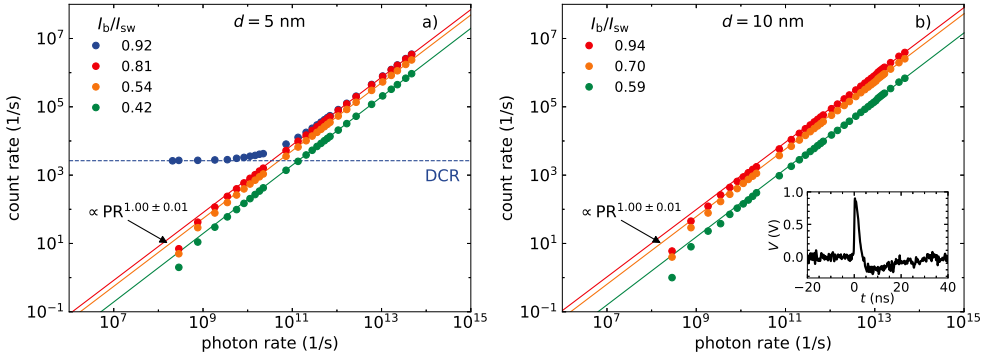 d = 5 nm
a)
I_b/I_sw
0.92
0.81
0.54
0.42
DCR
∝ PR^1.00 ± 0.01
10^7
10^5
10^3
10^1
10^−1
10^7 10^9 10^11 10^13 10^15
count rate (1/s)
photon rate (1/s)
d = 10 nm
b)
I_b/I_sw
0.94
0.70
0.59
∝ PR^1.00 ± 0.01
10^7
10^5
10^3
10^1
10^−1
10^7 10^9 10^11 10^13 10^15
count rate (1/s)
photon rate (1/s)
1.0
0.5
0.0
V (V)
−20 0 20 40
t (ns)